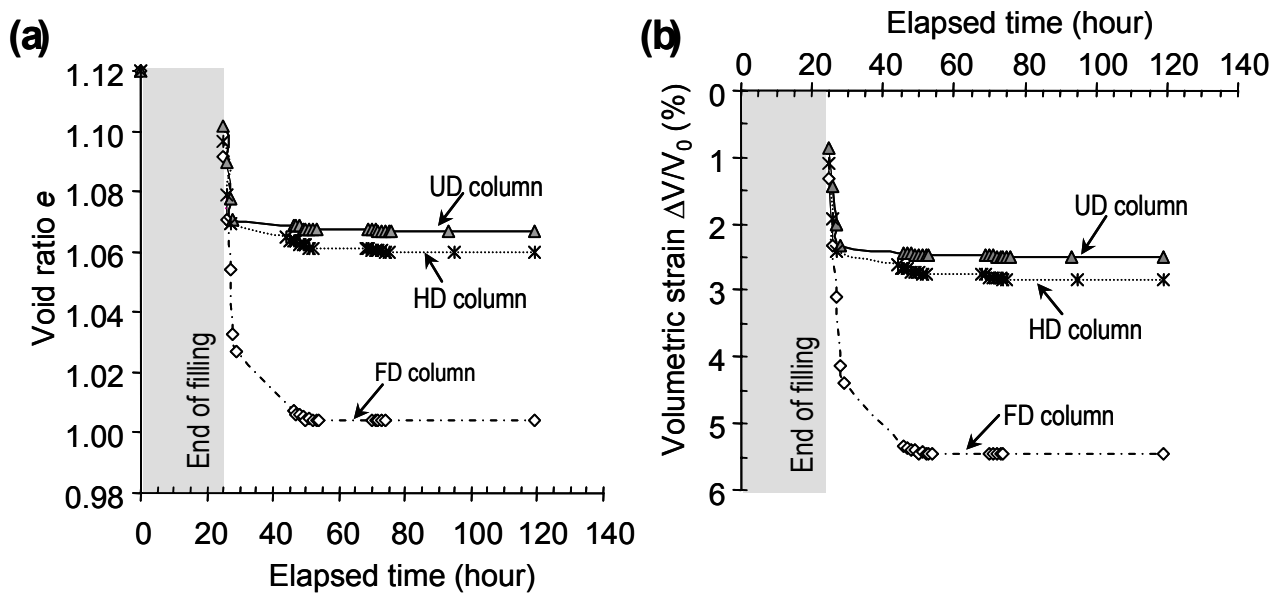 (a)
Void ratio e
1.12
1.10
1.08
1.06
1.04
1.02
1.00
0.98
0 20 40 60 80 100 120 140
Elapsed time (hour)
End of filling
UD column
HD column
FD column
(b)
Elapsed time (hour)
0 20 40 60 80 100 120 140
Volumetric strain ΔV/V₀ (%)
0
1
2
3
4
5
6
End of filling
UD column
HD column
FD column